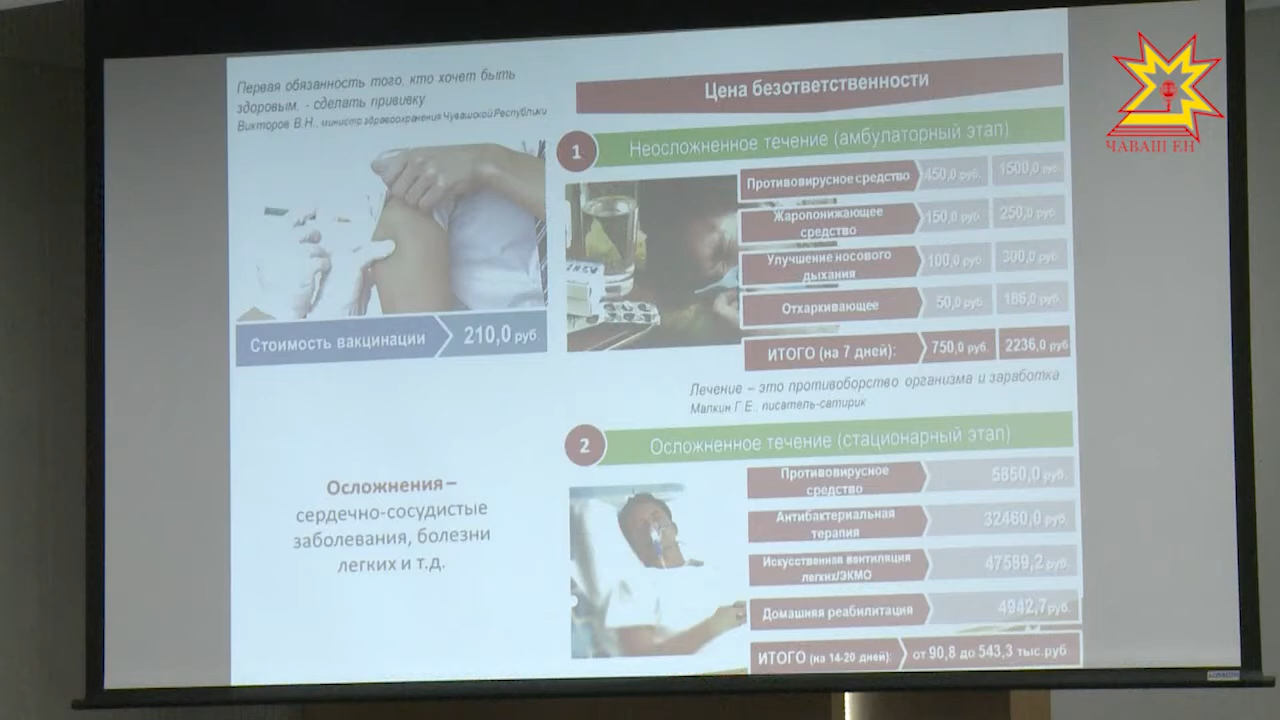 Первая обязанность того, кто хочет быть
здоровым, - сделать прививку
Викторов В.Н., министр здравоохранения Чувашской Республики
Стоимость вакцинации 210,0 руб
Осложнения –
сердечно-сосудистые
заболевания, болезни
легких и т.д.
Цена безответственности
1 Неосложненное течение (амбулаторный этап)
Противовирусное средство 450,0 руб. 1500,0 руб.
Жаропонижающее
средство 150,0 руб. 250,0 руб.
Улучшение носового
дыхания 100,0 руб. 300,0 руб.
Отхаркивающее 50,0 руб. 186,0 руб.
ИТОГО (на 7 дней): 750,0 руб. 2236,0 руб
Лечение – это противоборство организма и заработка
Малкин Г.Е., писатель-сатирик
2 Осложненное течение (стационарный этап)
Противовирусное
средство 5850,0 руб.
Антибактериальная
терапия 32460,0 руб.
Искусственная вентиляция
легких/ЭКМО 47589,2 руб.
Домашняя реабилитация 4942,7руб.
ИТОГО (на 14-20 дней): от 90,8 до 543,3 тыс.руб
ЧĂВАШ ЕН